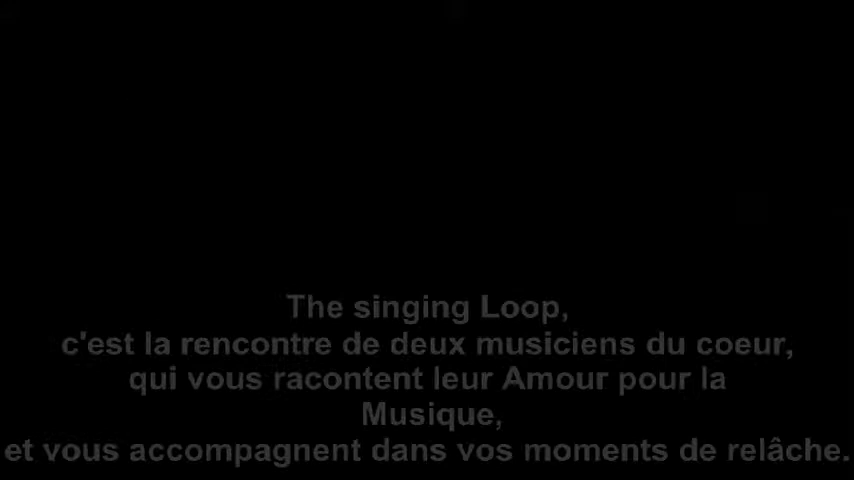 The singing Loop,
c'est la rencontre de deux musiciens du coeur,
qui vous racontent leur Amour pour la
Musique,
et vous accompagnent dans vos moments de relâche.